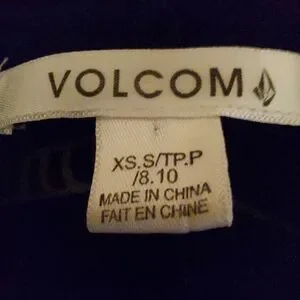 VOLCOM
XS.S/TP.P
/8.10
MADE IN CHINA
FAIT EN CHINE